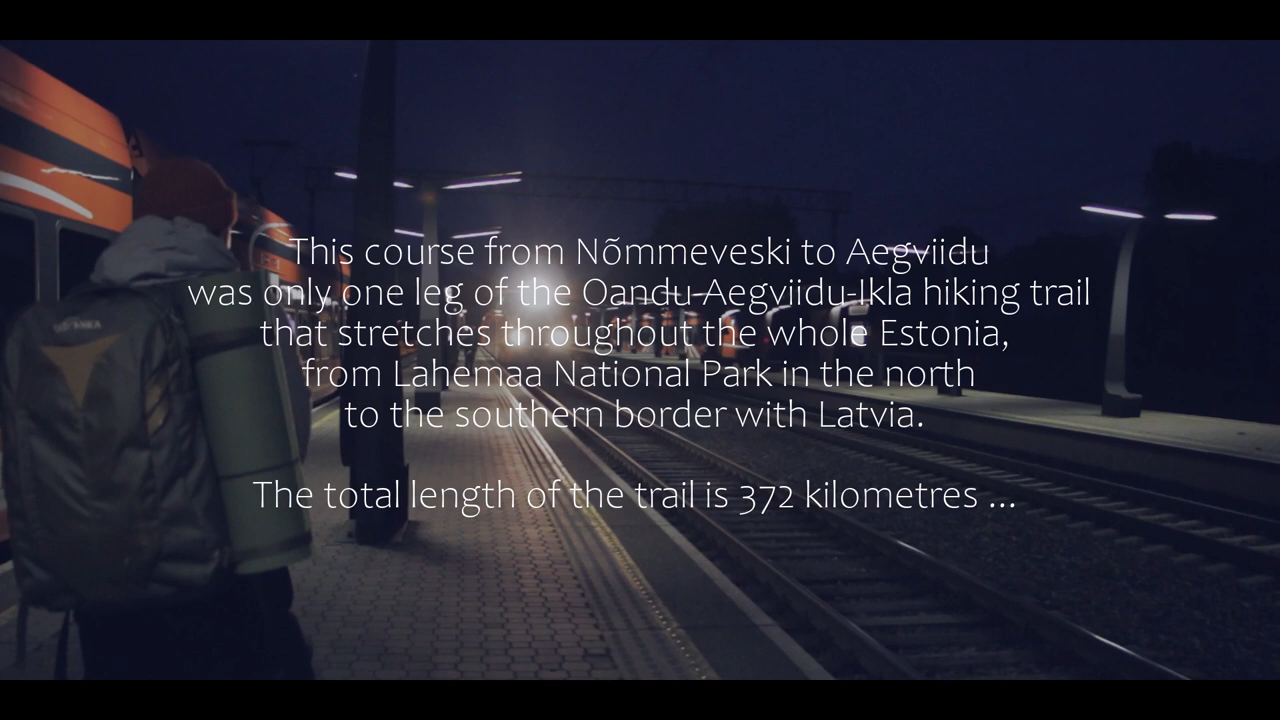 This course from Nõmmeveski to Aegviidu
was only one leg of the Oandu-Aegviidu-Ikla hiking trail
that stretches throughout the whole Estonia,
from Lahemaa National Park in the north
to the southern border with Latvia.
The total length of the trail is 372 kilometres ...